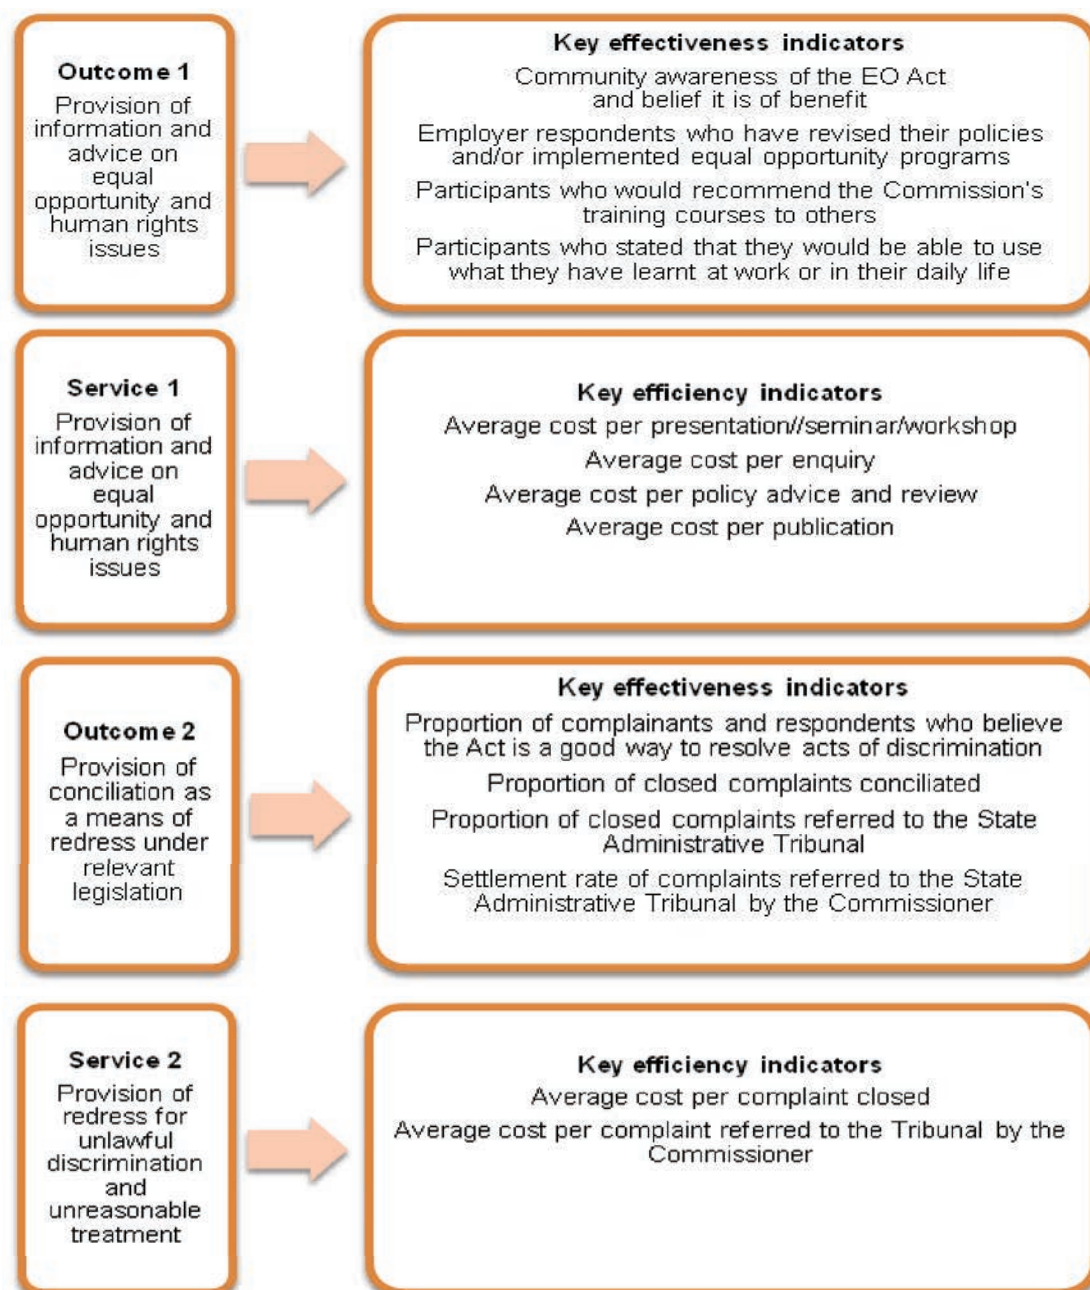 Outcome 1
Provision of
information and
advice on
equal
opportunity and
human rights
issues
Key effectiveness indicators
Community awareness of the EO Act
and belief it is of benefit
Employer respondents who have revised their policies
and/or implemented equal opportunity programs
Participants who would recommend the Commission's
training courses to others
Participants who stated that they would be able to use
what they have learnt at work or in their daily life
Service 1
Provision of
information and
advice on
equal
opportunity and
human rights
issues
Key efficiency indicators
Average cost per presentation//seminar/workshop
Average cost per enquiry
Average cost per policy advice and review
Average cost per publication
Outcome 2
Provision of
conciliation as
a means of
redress under
relevant
legislation
Key effectiveness indicators
Proportion of complainants and respondents who believe
the Act is a good way to resolve acts of discrimination
Proportion of closed complaints conciliated
Proportion of closed complaints referred to the State
Administrative Tribunal
Settlement rate of complaints referred to the State
Administrative Tribunal by the Commissioner
Service 2
Provision of
redress for
unlawful
discrimination
and
unreasonable
treatment
Key efficiency indicators
Average cost per complaint closed
Average cost per complaint referred to the Tribunal by the
Commissioner